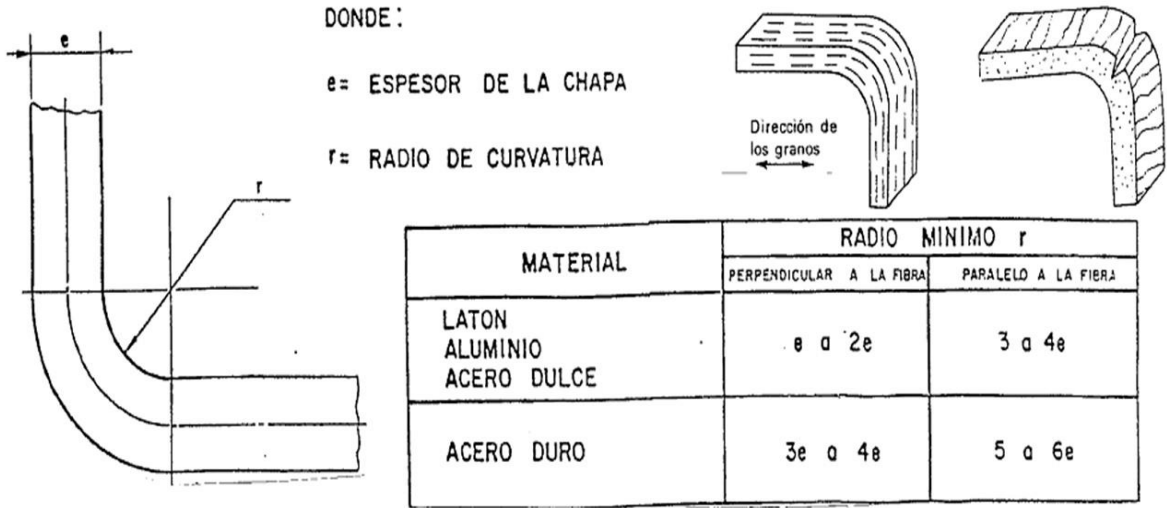 e
DONDE:
e= ESPESOR DE LA CHAPA
r= RADIO DE CURVATURA
r
Dirección de
los granos
MATERIAL
RADIO MINIMO r
PERPENDICULAR A LA FIBRA
PARALELO A LA FIBRA
LATON
ALUMINIO
ACERO DULCE
e a 2e
3 a 4e
ACERO DURO
3e a 4e
5 a 6e